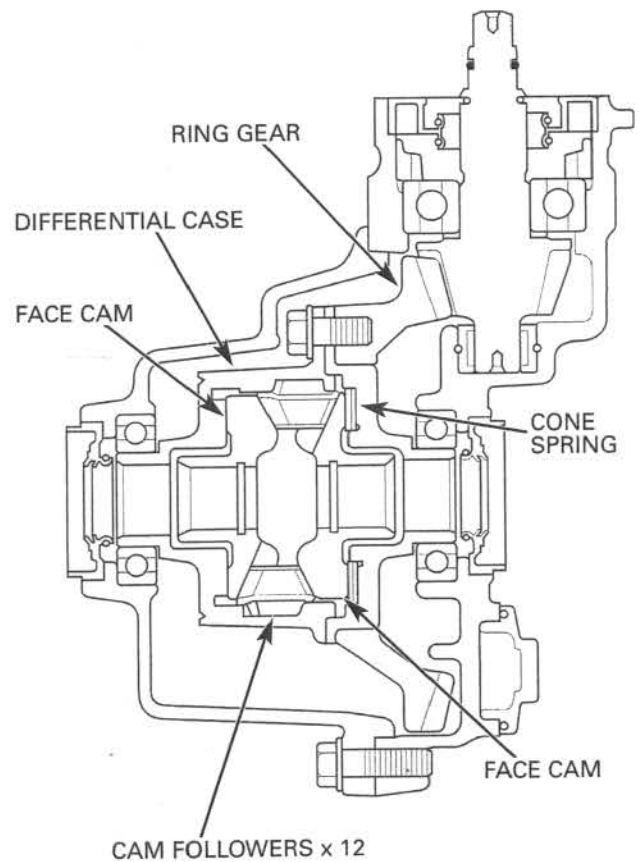 RING GEAR
DIFFERENTIAL CASE
FACE CAM
CONE
SPRING
FACE CAM
CAM FOLLOWERS x 12